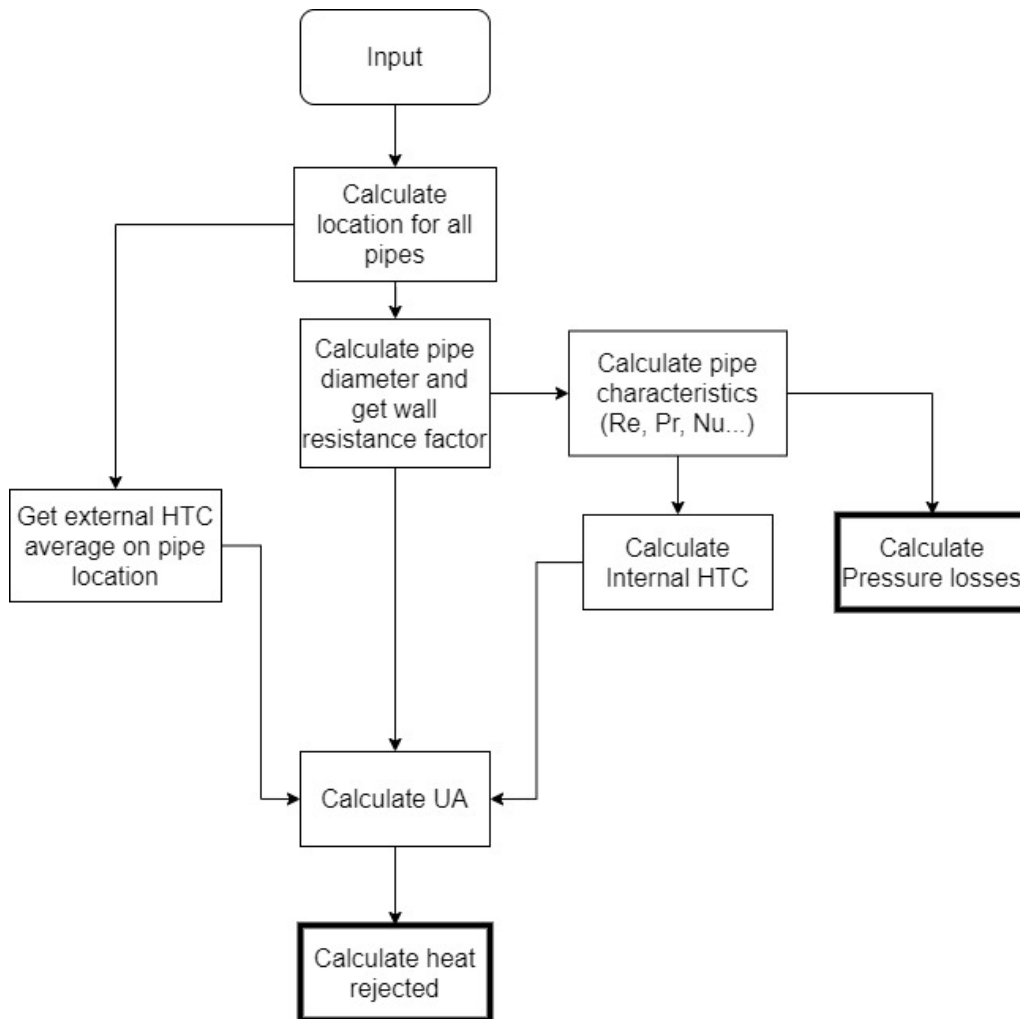 Input
Calculate
location for all
pipes
Calculate pipe
diameter and
get wall
resistance factor
Calculate pipe
characteristics
(Re, Pr, Nu...)
Get external HTC
average on pipe
location
Calculate
Internal HTC
Calculate
Pressure losses
Calculate UA
Calculate heat
rejected